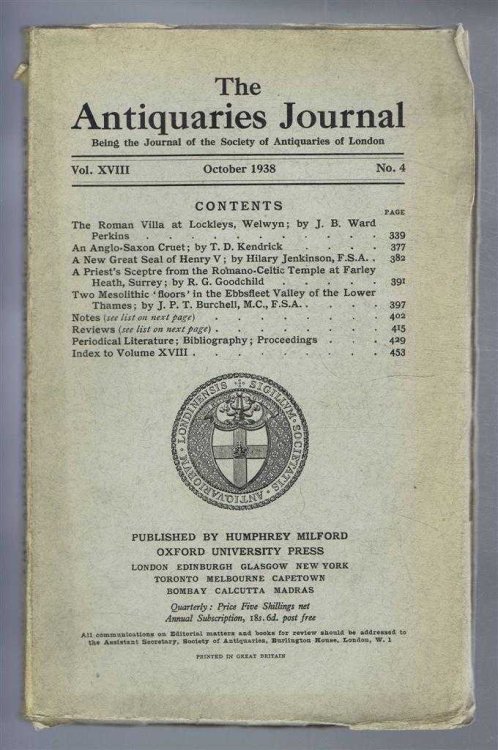 The
Antiquaries Journal
Being the Journal of the Society of Antiquaries of London
Vol. XVIII October 1938 No. 4
CONTENTS
PAGE
The Roman Villa at Lockleys, Welwyn; by J. B. Ward
Perkins . . . . . . . . . . . 339
An Anglo-Saxon Cruet; by T. D. Kendrick . . . . 377
A New Great Seal of Henry V; by Hilary Jenkinson, F.S.A. . 382
A Priest's Sceptre from the Romano-Celtic Temple at Farley
Heath, Surrey; by R. G. Goodchild . . . . . 391
Two Mesolithic 'floors' in the Ebbsfleet Valley of the Lower
Thames; by J. P. T. Burchell, M.C., F.S.A. . . . . 397
Notes (see list on next page) . . . . . . . 402
Reviews (see list on next page) . . . . . . . 415
Periodical Literature; Bibliography; Proceedings . . . 429
Index to Volume XVIII . . . . . . . . 453
SIGILLVM · SOCIETATIS · ANTIQVARIORVM · LONDINENSIS
PUBLISHED BY HUMPHREY MILFORD
OXFORD UNIVERSITY PRESS
LONDON EDINBURGH GLASGOW NEW YORK
TORONTO MELBOURNE CAPETOWN
BOMBAY CALCUTTA MADRAS
Quarterly: Price Five Shillings net
Annual Subscription, 18s. 6d. post free
All communications on Editorial matters and books for review should be addressed to
the Assistant Secretary, Society of Antiquaries, Burlington House, London, W. 1
PRINTED IN GREAT BRITAIN